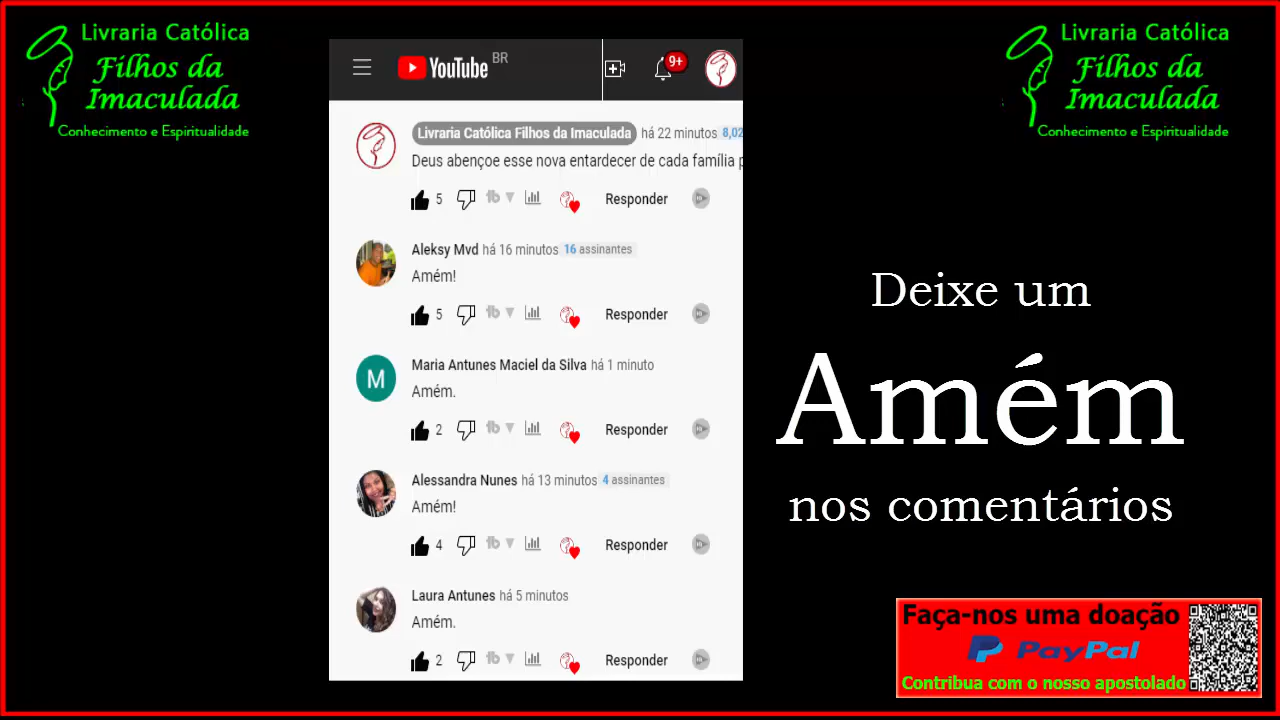 Livraria Católica
Filhos da
Imaculada
Conhecimento e Espiritualidade
YouTube BR
9+
Livraria Católica Filhos da Imaculada há 22 minutos 8,02
Deus abençoe esse nova entardecer de cada família
5 Responder
Aleksy Mvd há 16 minutos 16 assinantes
Amém!
5 Responder
M
Maria Antunes Maciel da Silva há 1 minuto
Amém.
2 Responder
Alessandra Nunes há 13 minutos 4 assinantes
Amém!
4 Responder
Laura Antunes há 5 minutos
Amém.
2 Responder
Livraria Católica
Filhos da
Imaculada
Conhecimento e Espiritualidade
Deixe um
Amém
nos comentários
Faça-nos uma doação
PayPal
Contribua com o nosso apostolado